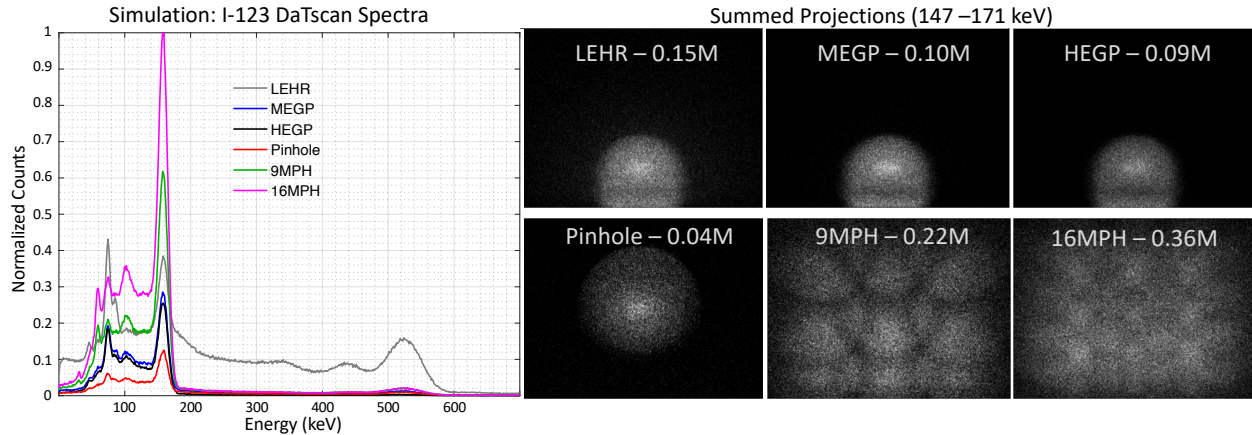 Simulation: I-123 DaTscan Spectra
Normalized Counts
1
0.9
0.8
0.7
0.6
0.5
0.4
0.3
0.2
0.1
0
100
200
300
400
500
600
Energy (keV)
LEHR
MEGP
HEGP
Pinhole
9MPH
16MPH
Summed Projections (147 –171 keV)
LEHR – 0.15M
MEGP – 0.10M
HEGP – 0.09M
Pinhole – 0.04M
9MPH – 0.22M
16MPH – 0.36M